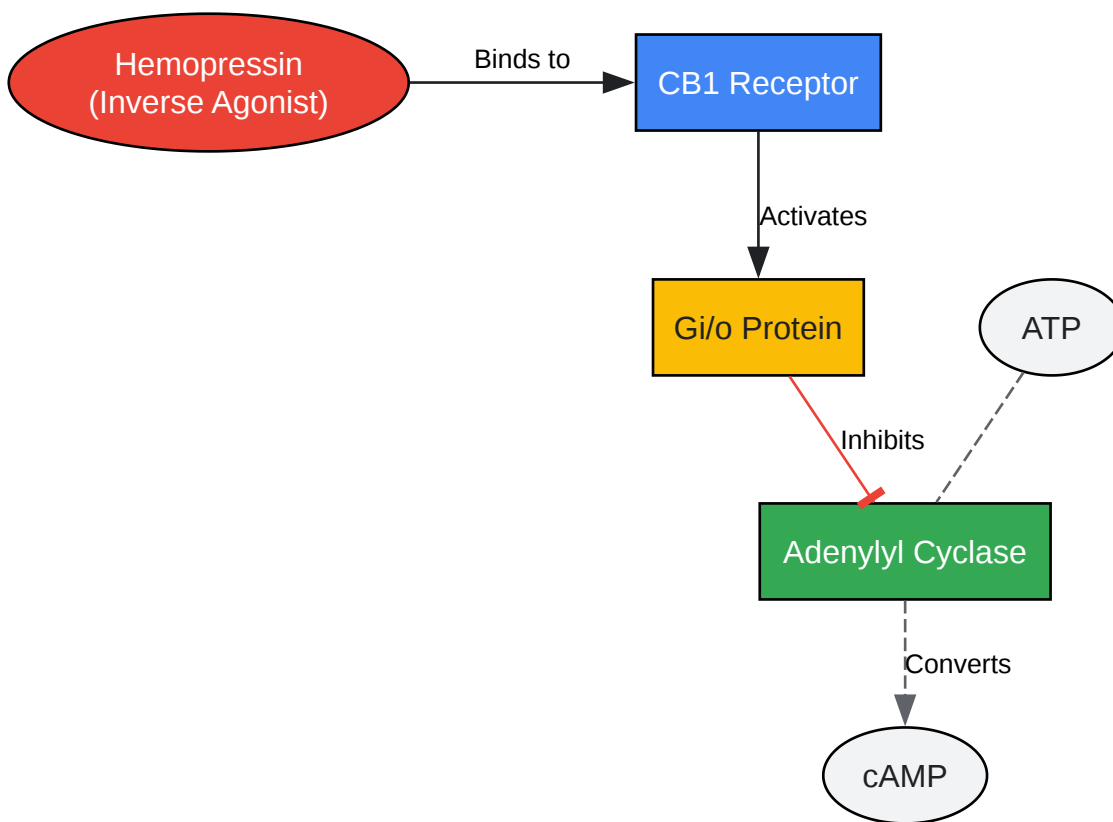 Hemopressin
(Inverse Agonist)
Binds to
CB1 Receptor
Activates
Gi/o Protein
ATP
Inhibits
Adenylyl Cyclase
Converts
cAMP